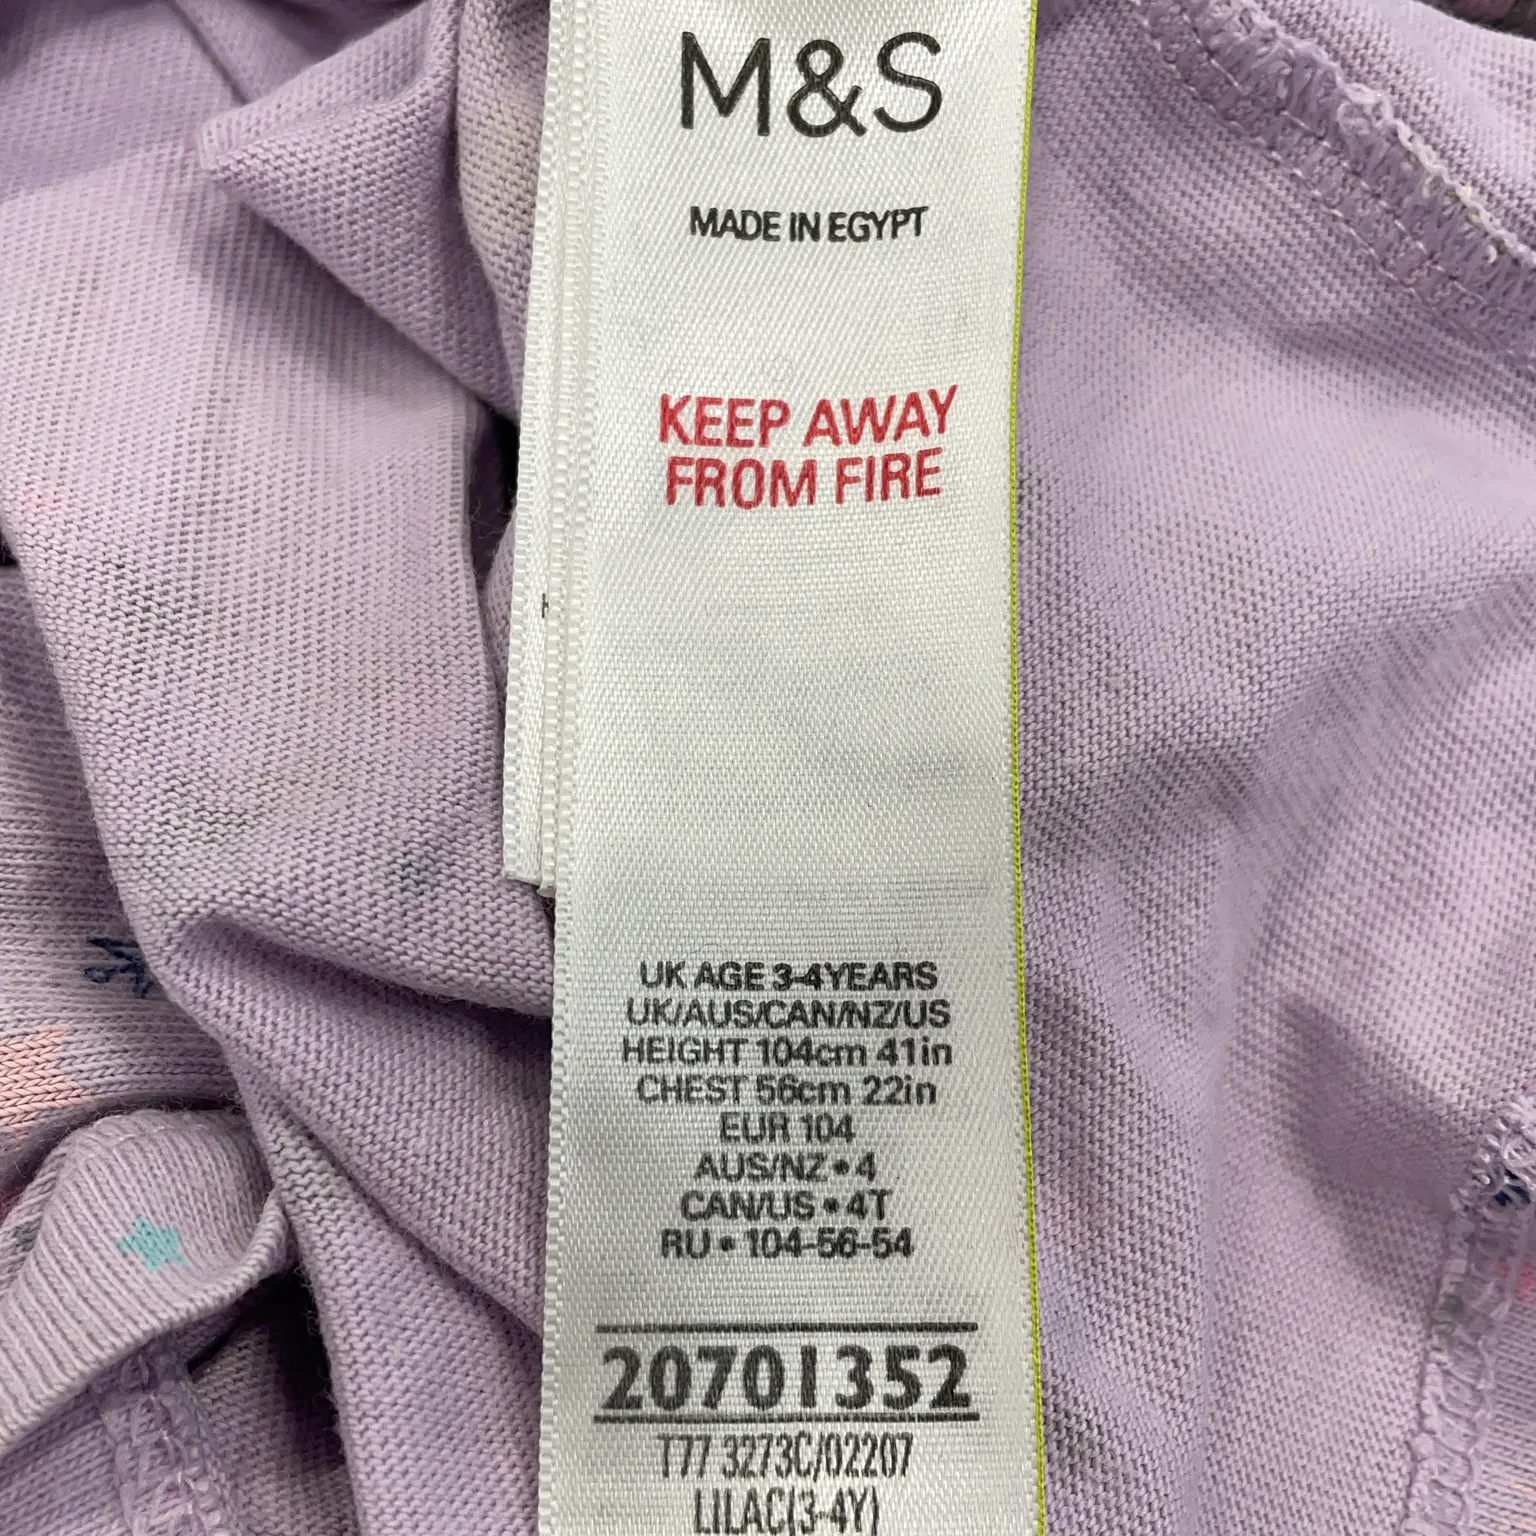 M&S
MADE IN EGYPT
KEEP AWAY
FROM FIRE
UK AGE 3-4YEARS
UK/AUS/CAN/NZ/US
HEIGHT 104cm 41in
CHEST 56cm 22in
EUR 104
AUS/NZ • 4
CAN/US • 4T
RU • 104-56-54
20701352
T77 3273C/02207
LILAC(3-4Y)